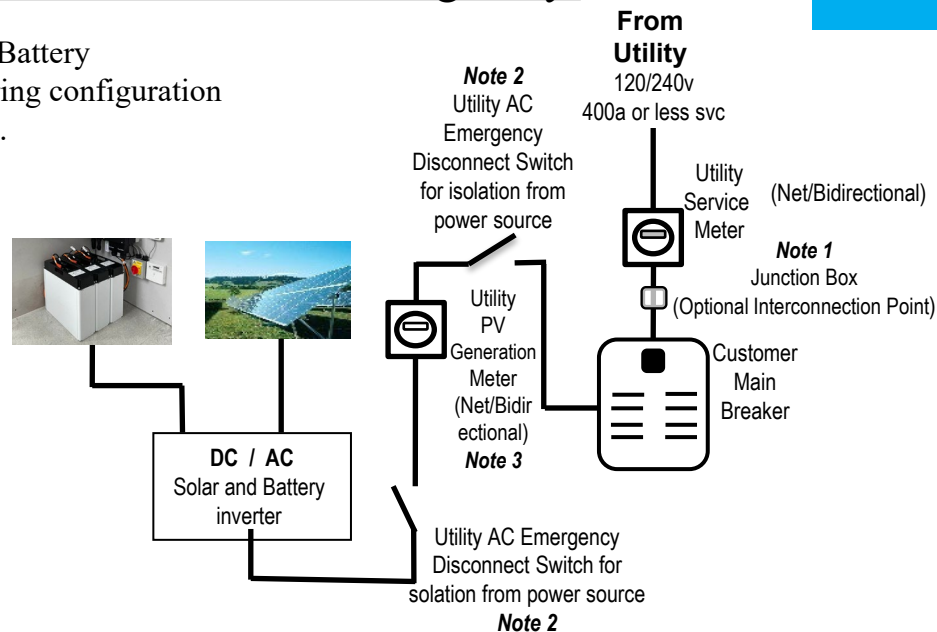 Battery
ing configuration
.
From
Utility
120/240v
400a or less svc
Note 2
Utility AC
Emergency
Disconnect Switch
for isolation from
power source
Utility
Service
Meter
(Net/Bidirectional)
Note 1
Junction Box
(Optional Interconnection Point)
Utility
PV
Generation
Meter
(Net/Bidir
ectional)
Note 3
Customer
Main
Breaker
DC / AC
Solar and Battery
inverter
Utility AC Emergency
Disconnect Switch for
solation from power source
Note 2